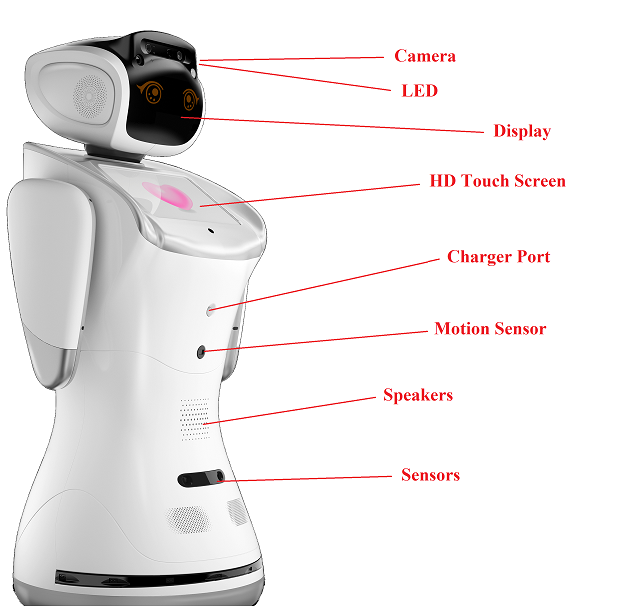 Camera
LED
Display
HD Touch Screen
Charger Port
Motion Sensor
Speakers
Sensors